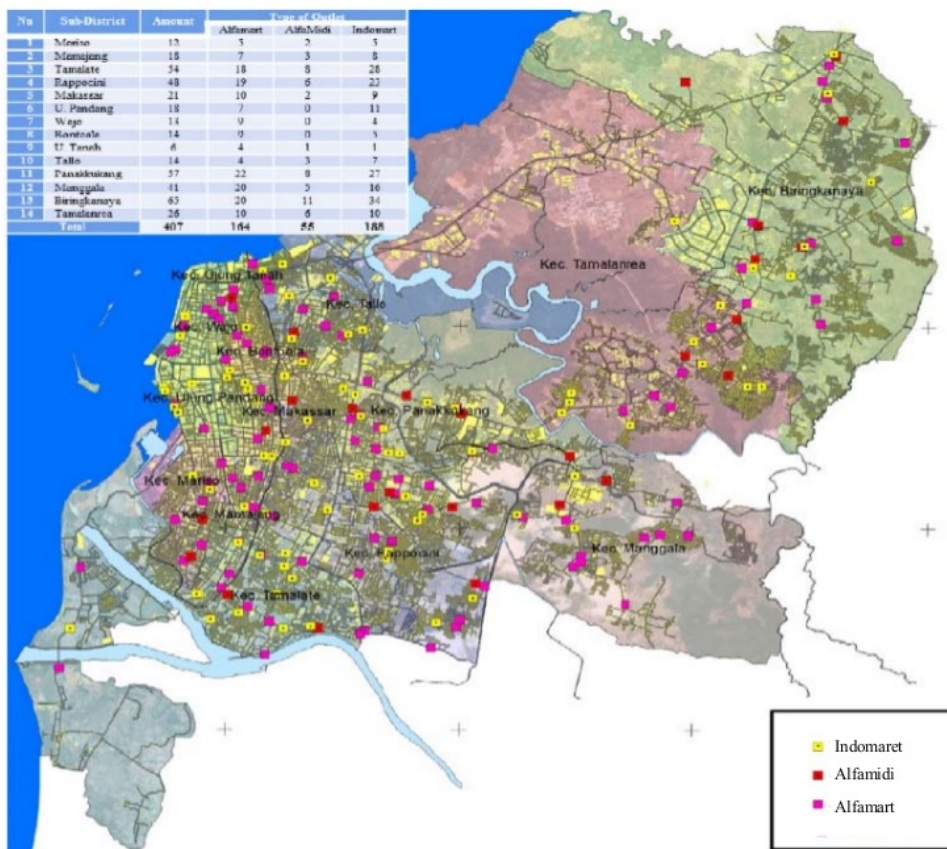 No Sub-District Amount Type of Outlet
Alfamart AlfaMidi Indomart
1 Mariso 12 5 2 5
2 Mamajang 18 7 3 8
3 Tamalate 54 18 8 28
4 Rappocini 48 19 6 23
5 Makassar 21 10 2 9
6 U. Pandang 18 7 0 11
7 Wajo 13 9 0 4
8 Bontoala 14 9 0 5
9 U. Tanah 6 4 1 1
10 Tallo 14 4 3 7
11 Panakkukang 57 22 8 27
12 Manggala 41 20 5 16
13 Biringkanaya 65 20 11 34
14 Tamalanrea 26 10 6 10
Total 407 164 55 188
Kec. Biringkanaya
Kec. Tamalanrea
Kec. Ujung Tanah
Kec. Tallo
Kec. Wajo
Kec. Bontoala
Kec. Ujung Pandang
Kec. Makassar
Kec. Panakkukang
Kec. Mariso
Kec. Mamajang
Kec. Rappocini
Kec. Manggala
Kec. Tamalate
Indomaret
Alfamidi
Alfamart